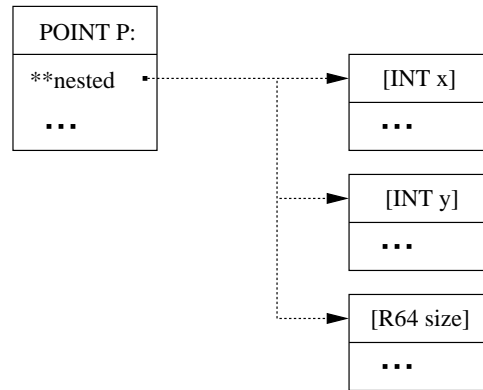 POINT P:
**nested
...
[INT x]
...
[INT y]
...
[R64 size]
...